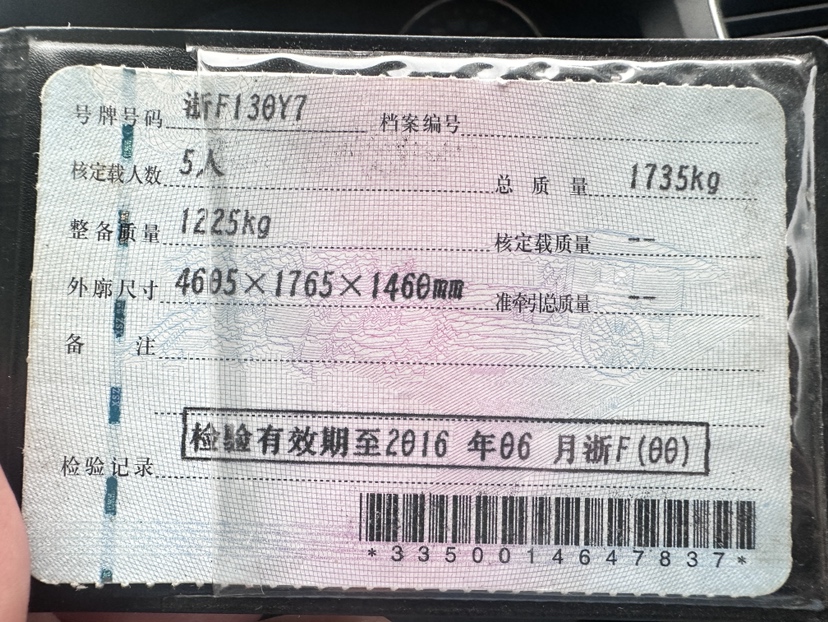 号牌号码 浙F130Y7 档案编号
核定载人数 5人 总质量 1735kg
整备质量 1225kg 核定载质量 --
外廓尺寸 4605×1765×1460mm 准牵引总质量 --
备注
检验有效期至2016 年06 月浙F(00)
检验记录
*3350014647837*